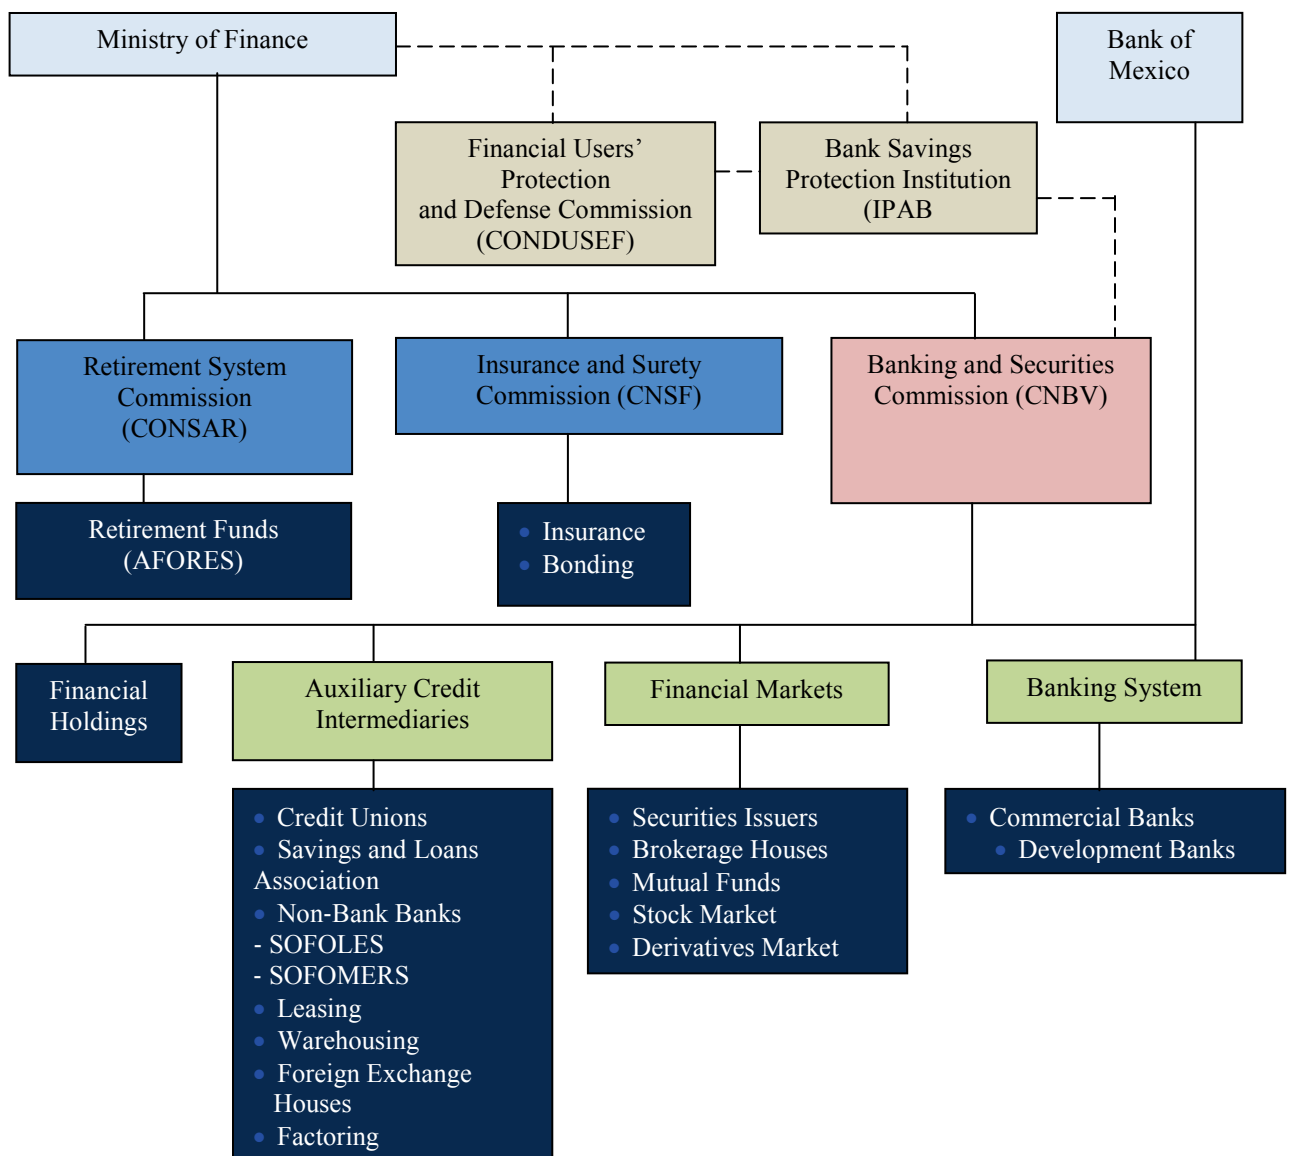 Ministry of Finance
Bank of
Mexico
Financial Users’
Protection
and Defense Commission
(CONDUSEF)
Bank Savings
Protection Institution
(IPAB
Retirement System
Commission
(CONSAR)
Insurance and Surety
Commission (CNSF)
Banking and Securities
Commission (CNBV)
Retirement Funds
(AFORES)
• Insurance
• Bonding
Financial
Holdings
Auxiliary Credit
Intermediaries
Financial Markets
Banking System
• Credit Unions
• Savings and Loans
Association
• Non-Bank Banks
- SOFOLES
- SOFOMERS
• Leasing
• Warehousing
• Foreign Exchange
Houses
• Factoring
• Securities Issuers
• Brokerage Houses
• Mutual Funds
• Stock Market
• Derivatives Market
• Commercial Banks
• Development Banks